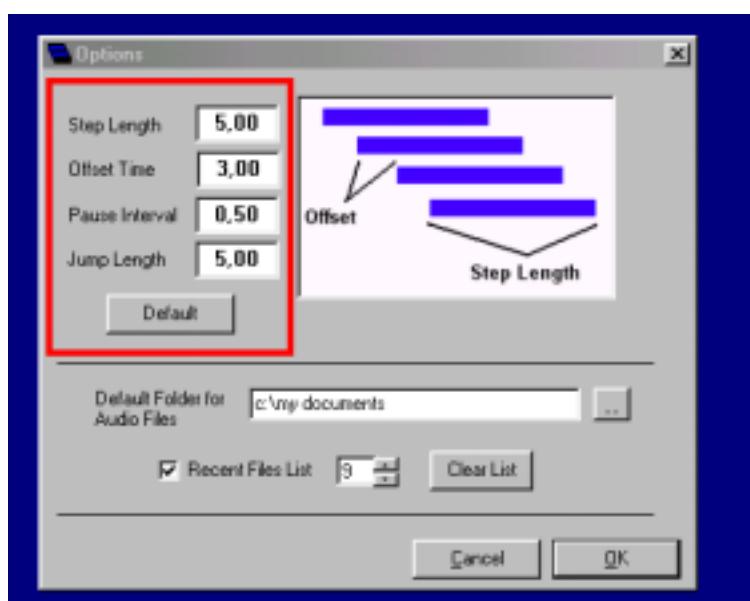 Options
Step Length 5,00
Offset Time 3,00
Pause Interval 0,50
Jump Length 5,00
Default
Offset
Step Length
Default Folder for
Audio Files
c:\my documents
..
Recent Files List 9 Clear List
Cancel OK